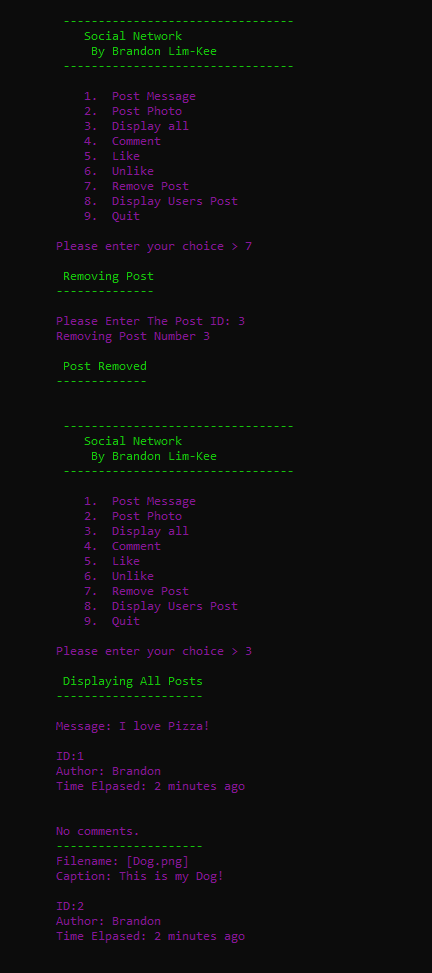 ---------------------------------
Social Network
By Brandon Lim-Kee
---------------------------------
1. Post Message
2. Post Photo
3. Display all
4. Comment
5. Like
6. Unlike
7. Remove Post
8. Display Users Post
9. Quit
Please enter your choice > 7
Removing Post
--------------
Please Enter The Post ID: 3
Removing Post Number 3
Post Removed
-------------
---------------------------------
Social Network
By Brandon Lim-Kee
---------------------------------
1. Post Message
2. Post Photo
3. Display all
4. Comment
5. Like
6. Unlike
7. Remove Post
8. Display Users Post
9. Quit
Please enter your choice > 3
Displaying All Posts
---------------------
Message: I love Pizza!
ID:1
Author: Brandon
Time Elpased: 2 minutes ago
No comments.
---------------------
Filename: [Dog.png]
Caption: This is my Dog!
ID:2
Author: Brandon
Time Elpased: 2 minutes ago